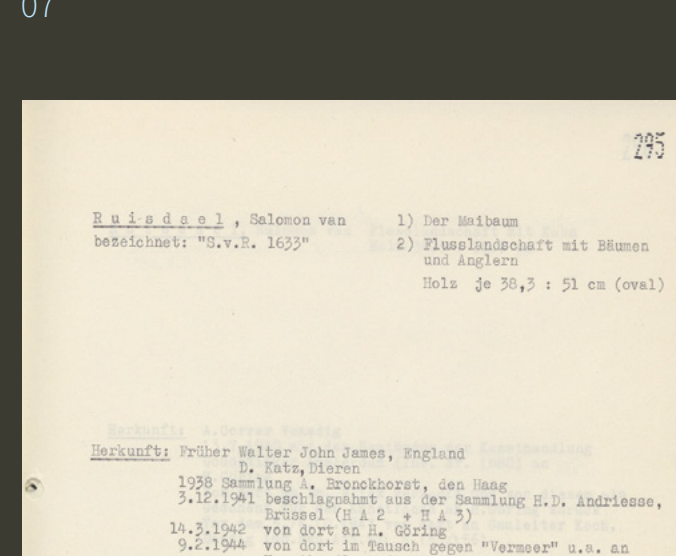 07
295
Ruisdael, Salomon van
bezeichnet: "S.v.R. 1633"
1) Der Maibaum
2) Flusslandschaft mit Bäumen
und Anglern
Holz je 38,3 : 51 cm (oval)
Herkunft: Früher Walter John James, England
D. Katz, Dieren
1938 Sammlung A. Bronckhorst, den Haag
3.12.1941 beschlagnahmt aus der Sammlung H.D. Andriesse,
Brüssel (H A 2 + H A 3)
14.3.1942 von dort an H. Göring
9.2.1944 von dort im Tausch gegen "Vermeer" u.a. an